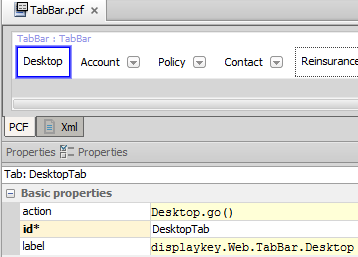 TabBar.pcf
TabBar : TabBar
Desktop Account Policy Contact Reinsurance
PCF Xml
Properties Properties
Tab: DesktopTab
Basic properties
action Desktop.go()
id* DesktopTab
label displaykey.Web.TabBar.Desktop